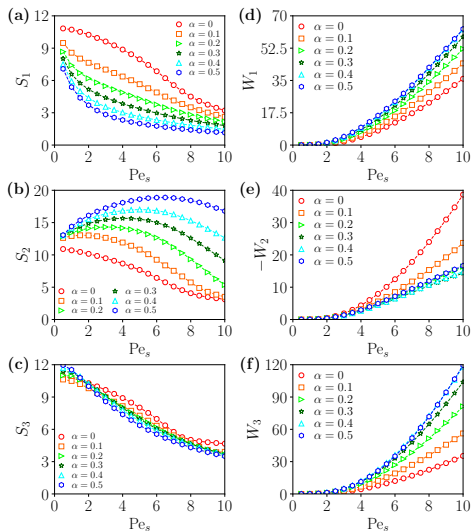 (a)
12
9
6
3
0
S1
α = 0
α = 0.1
α = 0.2
α = 0.3
α = 0.4
α = 0.5
0 2 4 6 8 10
Pes
(d)
70
52.5
35
17.5
0
W1
α = 0
α = 0.1
α = 0.2
α = 0.3
α = 0.4
α = 0.5
0 2 4 6 8 10
Pes
(b)
20
15
10
5
0
S2
α = 0 α = 0.3
α = 0.1 α = 0.4
α = 0.2 α = 0.5
0 2 4 6 8 10
Pes
(e)
40
30
20
10
0
−W2
α = 0
α = 0.1
α = 0.2
α = 0.3
α = 0.4
α = 0.5
0 2 4 6 8 10
Pes
(c)
12
9
6
3
0
S3
α = 0
α = 0.1
α = 0.2
α = 0.3
α = 0.4
α = 0.5
0 2 4 6 8 10
Pes
(f)
120
90
60
30
0
W3
α = 0
α = 0.1
α = 0.2
α = 0.3
α = 0.4
α = 0.5
0 2 4 6 8 10
Pes